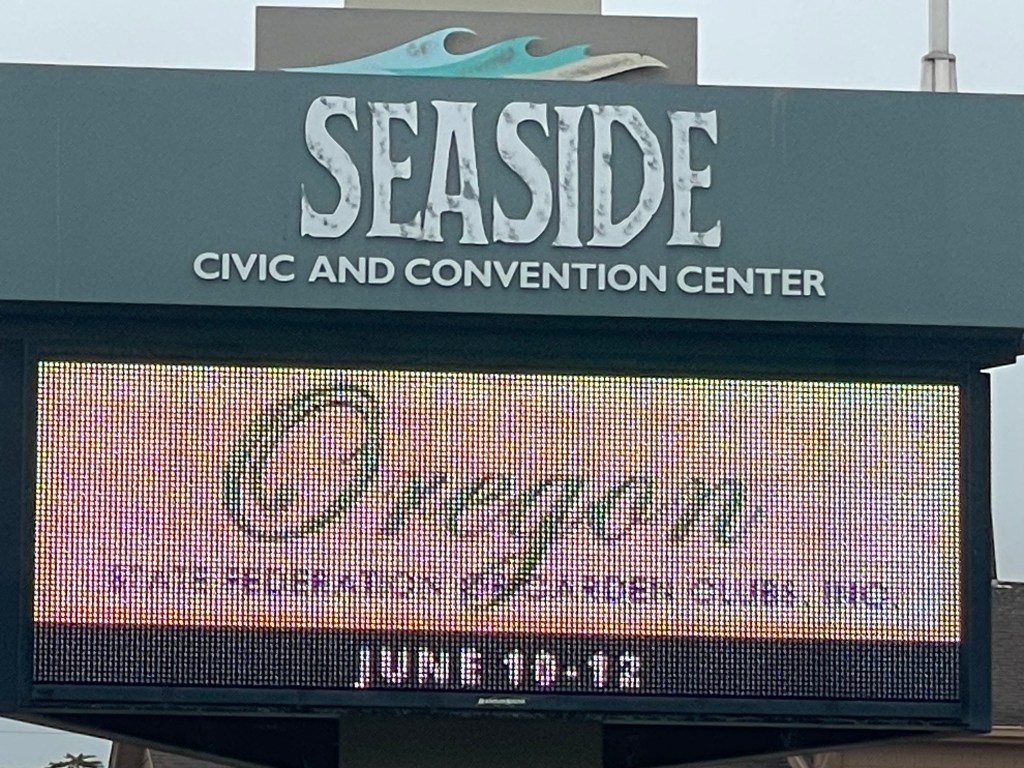 SEASIDE
CIVIC AND CONVENTION CENTER
Oregon
STATE FEDERATION OF GARDEN CLUBS, INC.
JUNE 10-12